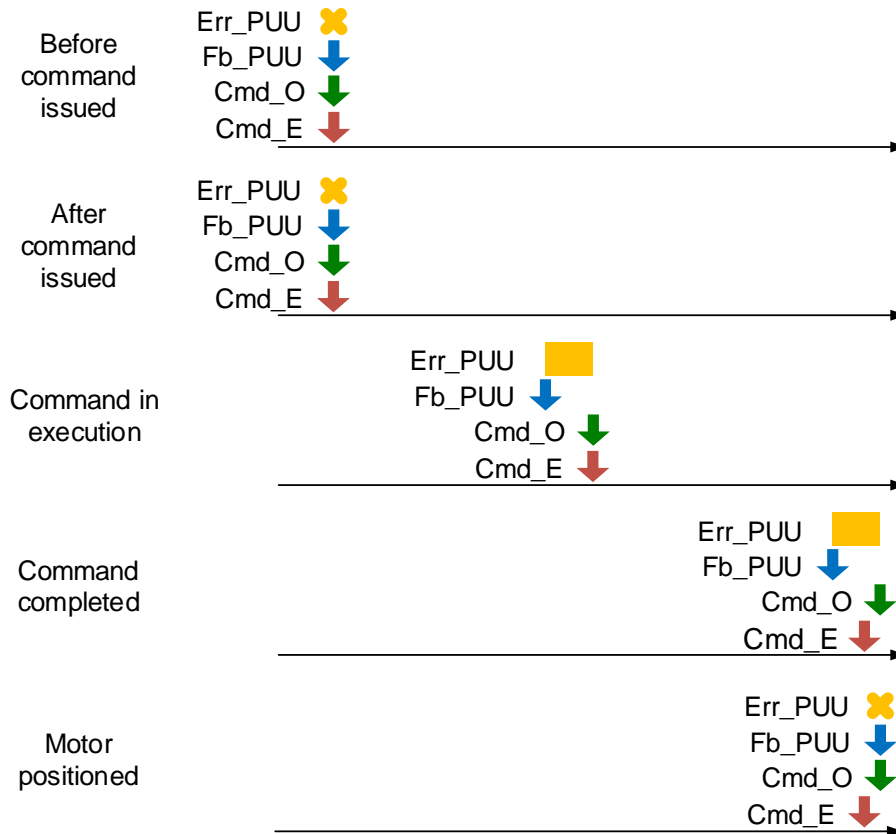 Before
command
issued
Err_PUU
Fb_PUU
Cmd_O
Cmd_E
After
command
issued
Err_PUU
Fb_PUU
Cmd_O
Cmd_E
Command in
execution
Err_PUU
Fb_PUU
Cmd_O
Cmd_E
Command
completed
Err_PUU
Fb_PUU
Cmd_O
Cmd_E
Motor
positioned
Err_PUU
Fb_PUU
Cmd_O
Cmd_E